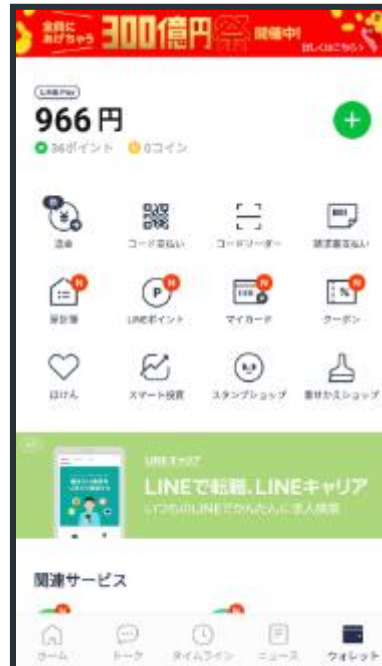 全員に
あげちゃう
300億円
祭
開催中!
詳しくはこちら>
LINE Pay
966 円
36ポイント
0コイン
送金
コード支払い
コードリーダー
請求書支払い
家計簿
LINEポイント
マイカード
クーポン
ほけん
スマート投資
スタンプショップ
着せかえショップ
LINEキャリア
LINEで転職、LINEキャリア
いつものLINEでかんたんに求人検索
関連サービス
ホーム
トーク
タイムライン
ニュース
ウォレット